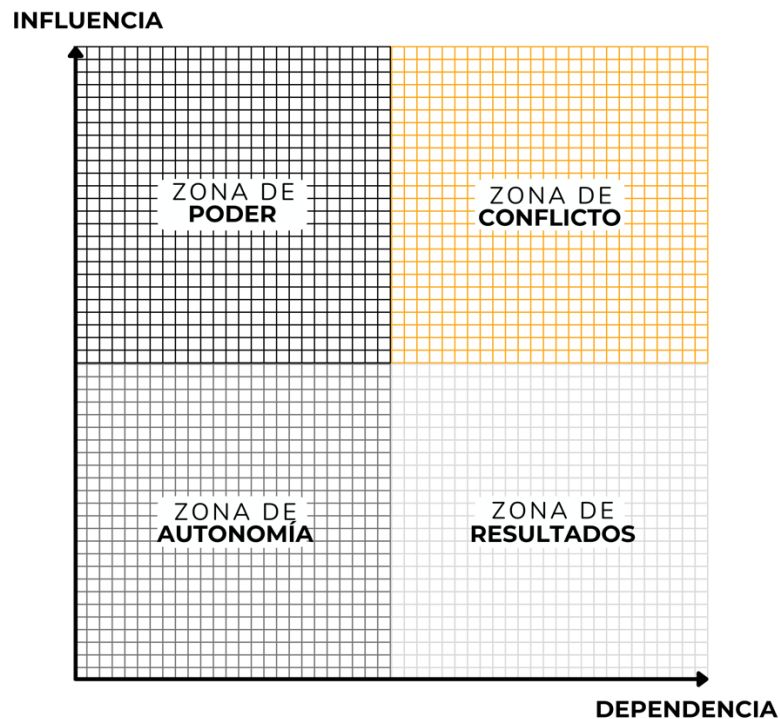 INFLUENCIA
ZONA DE
PODER
ZONA DE
CONFLICTO
ZONA DE
AUTONOMÍA
ZONA DE
RESULTADOS
DEPENDENCIA